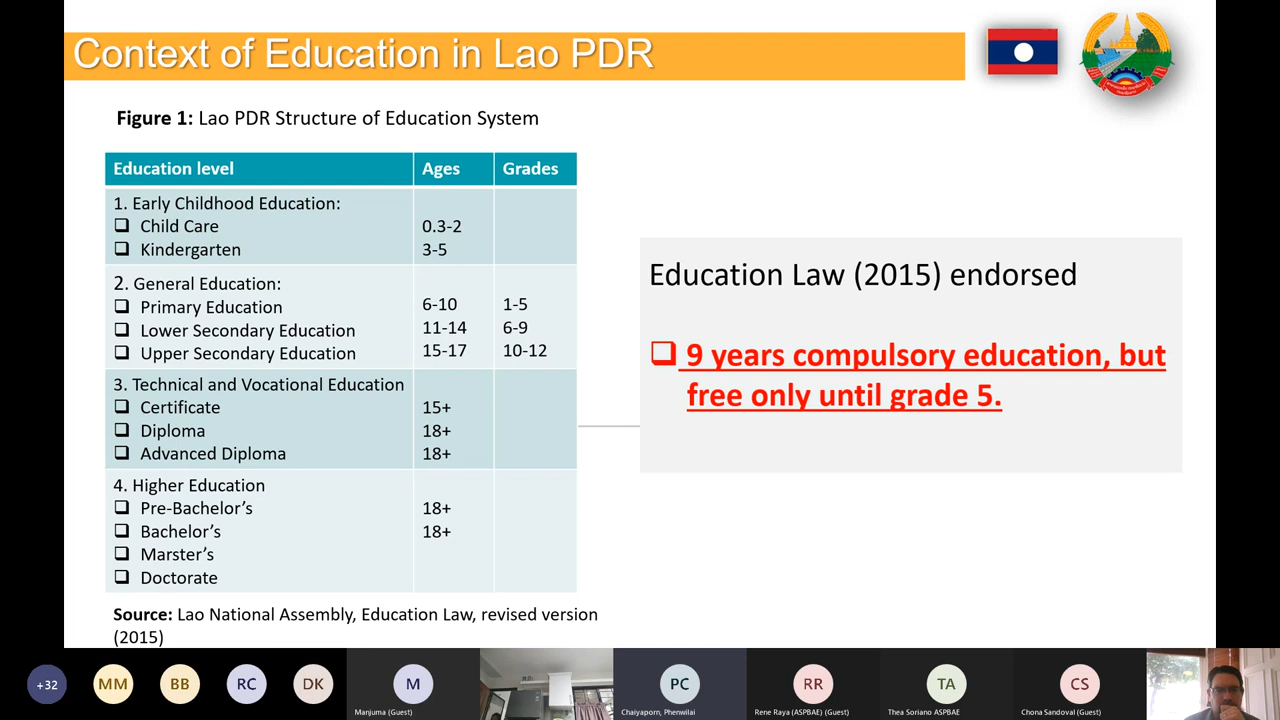 Context of Education in Lao PDR
Figure 1: Lao PDR Structure of Education System
Education level Ages Grades
1. Early Childhood Education:
Child Care 0.3-2
Kindergarten 3-5
2. General Education:
Primary Education 6-10 1-5
Lower Secondary Education 11-14 6-9
Upper Secondary Education 15-17 10-12
3. Technical and Vocational Education
Certificate 15+
Diploma 18+
Advanced Diploma 18+
4. Higher Education
Pre-Bachelor's 18+
Bachelor's 18+
Marster's
Doctorate
Source: Lao National Assembly, Education Law, revised version
(2015)
Education Law (2015) endorsed
9 years compulsory education, but
free only until grade 5.
+32 MM BB RC DK M PC RR TA CS
Manjuma (Guest) Chaiyaporn, Phenwilai Rene Raya (ASPBAE) (Guest) Thea Soriano ASPBAE Chona Sandoval (Guest)